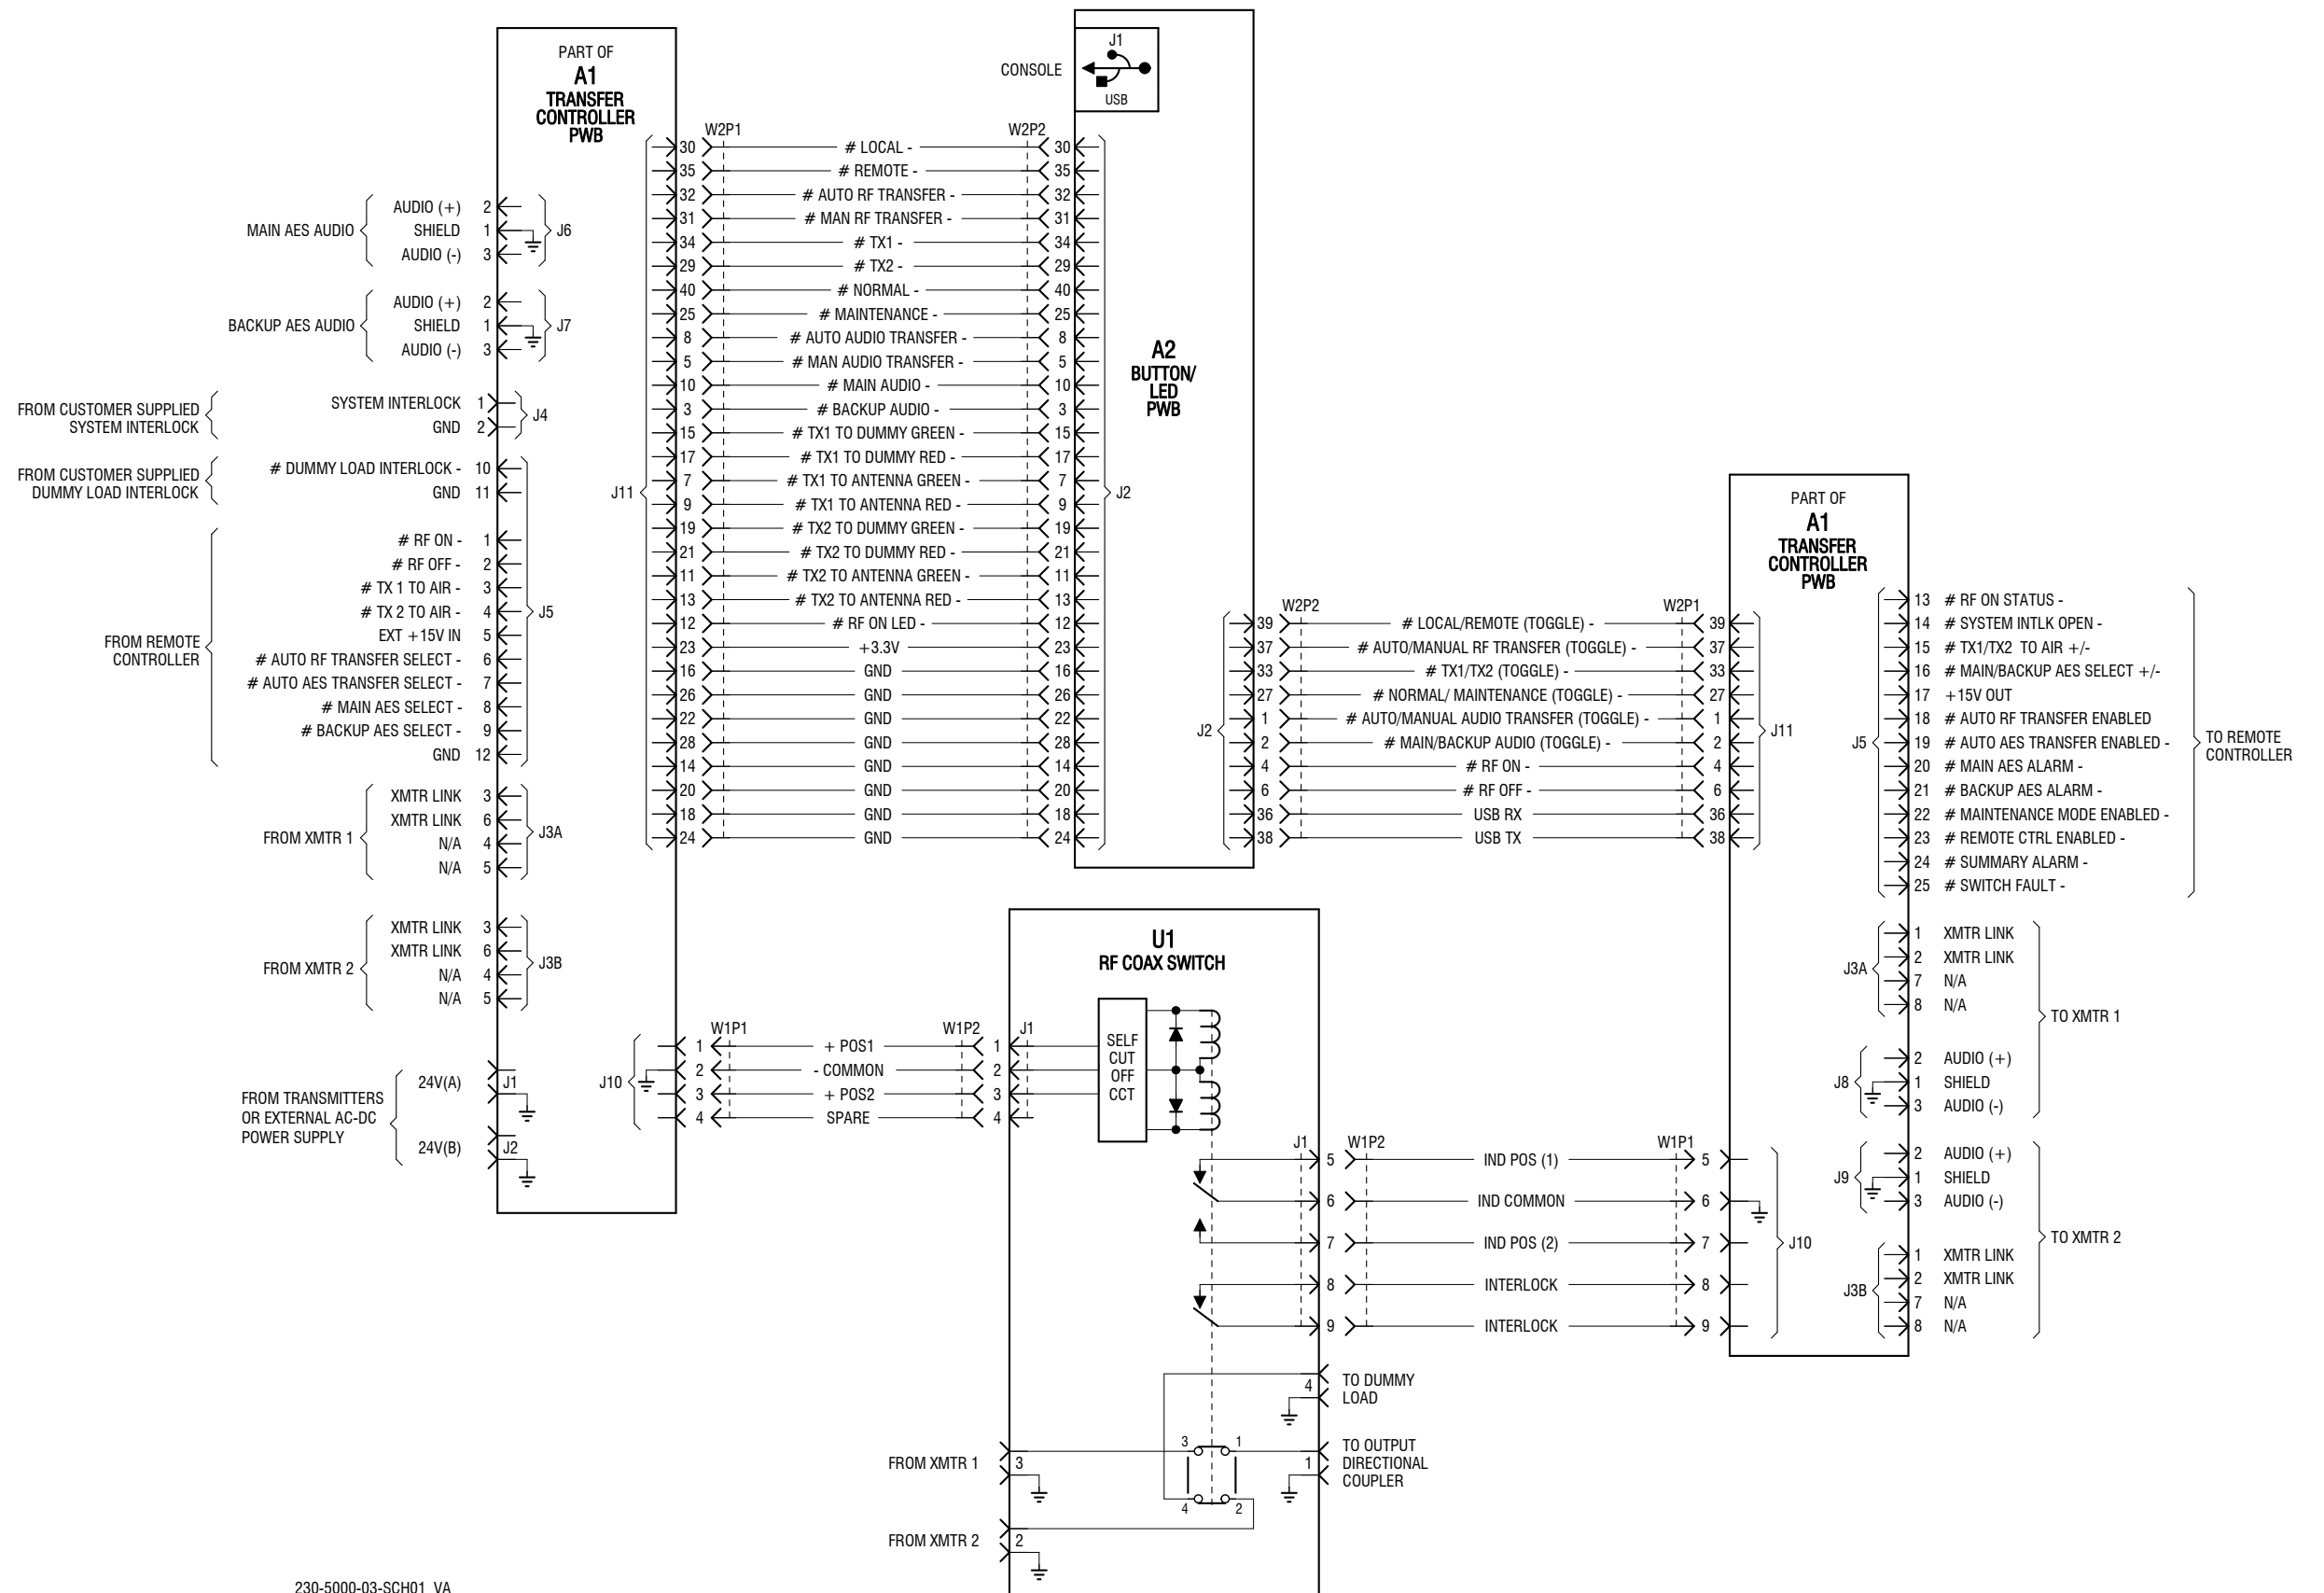 PART OF
A1
TRANSFER
CONTROLLER
PWB
MAIN AES AUDIO
AUDIO (+) 2
SHIELD 1
AUDIO (-) 3
J6
BACKUP AES AUDIO
AUDIO (+) 2
SHIELD 1
AUDIO (-) 3
J7
FROM CUSTOMER SUPPLIED
SYSTEM INTERLOCK
SYSTEM INTERLOCK 1
GND 2
J4
FROM CUSTOMER SUPPLIED
DUMMY LOAD INTERLOCK
# DUMMY LOAD INTERLOCK - 10
GND 11
FROM REMOTE
CONTROLLER
# RF ON - 1
# RF OFF - 2
# TX 1 TO AIR - 3
# TX 2 TO AIR - 4
EXT +15V IN 5
# AUTO RF TRANSFER SELECT - 6
# AUTO AES TRANSFER SELECT - 7
# MAIN AES SELECT - 8
# BACKUP AES SELECT - 9
GND 12
J5
FROM XMTR 1
XMTR LINK 3
XMTR LINK 6
N/A 4
N/A 5
J3A
FROM XMTR 2
XMTR LINK 3
XMTR LINK 6
N/A 4
N/A 5
J3B
FROM TRANSMITTERS
OR EXTERNAL AC-DC
POWER SUPPLY
24V(A) J1
24V(B) J2
J11
W2P1 W2P2
30 # LOCAL - 30
35 # REMOTE - 35
32 # AUTO RF TRANSFER - 32
31 # MAN RF TRANSFER - 31
34 # TX1 - 34
29 # TX2 - 29
40 # NORMAL - 40
25 # MAINTENANCE - 25
8 # AUTO AUDIO TRANSFER - 8
5 # MAN AUDIO TRANSFER - 5
10 # MAIN AUDIO - 10
3 # BACKUP AUDIO - 3
15 # TX1 TO DUMMY GREEN - 15
17 # TX1 TO DUMMY RED - 17
7 # TX1 TO ANTENNA GREEN - 7
9 # TX1 TO ANTENNA RED - 9
19 # TX2 TO DUMMY GREEN - 19
21 # TX2 TO DUMMY RED - 21
11 # TX2 TO ANTENNA GREEN - 11
13 # TX2 TO ANTENNA RED - 13
12 # RF ON LED - 12
23 +3.3V 23
16 GND 16
26 GND 26
22 GND 22
28 GND 28
14 GND 14
20 GND 20
18 GND 18
24 GND 24
J2
CONSOLE
J1
USB
A2
BUTTON/
LED
PWB
J2
W2P2 W2P1
39 # LOCAL/REMOTE (TOGGLE) - 39
37 # AUTO/MANUAL RF TRANSFER (TOGGLE) - 37
33 # TX1/TX2 (TOGGLE) - 33
27 # NORMAL/ MAINTENANCE (TOGGLE) - 27
1 # AUTO/MANUAL AUDIO TRANSFER (TOGGLE) - 1
2 # MAIN/BACKUP AUDIO (TOGGLE) - 2
4 # RF ON - 4
6 # RF OFF - 6
36 USB RX 36
38 USB TX 38
J11
PART OF
A1
TRANSFER
CONTROLLER
PWB
J5
13 # RF ON STATUS -
14 # SYSTEM INTLK OPEN -
15 # TX1/TX2 TO AIR +/-
16 # MAIN/BACKUP AES SELECT +/-
17 +15V OUT
18 # AUTO RF TRANSFER ENABLED
19 # AUTO AES TRANSFER ENABLED -
20 # MAIN AES ALARM -
21 # BACKUP AES ALARM -
22 # MAINTENANCE MODE ENABLED -
23 # REMOTE CTRL ENABLED -
24 # SUMMARY ALARM -
25 # SWITCH FAULT -
TO REMOTE
CONTROLLER
J3A
1 XMTR LINK
2 XMTR LINK
7 N/A
8 N/A
J8
2 AUDIO (+)
1 SHIELD
3 AUDIO (-)
TO XMTR 1
J9
2 AUDIO (+)
1 SHIELD
3 AUDIO (-)
J3B
1 XMTR LINK
2 XMTR LINK
7 N/A
8 N/A
TO XMTR 2
J10
W1P1 W1P2 J1
1 + POS1 1
2 - COMMON 2
3 + POS2 3
4 SPARE 4
U1
RF COAX SWITCH
SELF
CUT
OFF
CCT
J1 W1P2 W1P1
5 IND POS (1) 5
6 IND COMMON 6
7 IND POS (2) 7
8 INTERLOCK 8
9 INTERLOCK 9
J10
4 TO DUMMY
LOAD
TO OUTPUT
1 DIRECTIONAL
COUPLER
3 1
4 2
FROM XMTR 1 3
FROM XMTR 2 2
230-5000-03-SCH01 VA